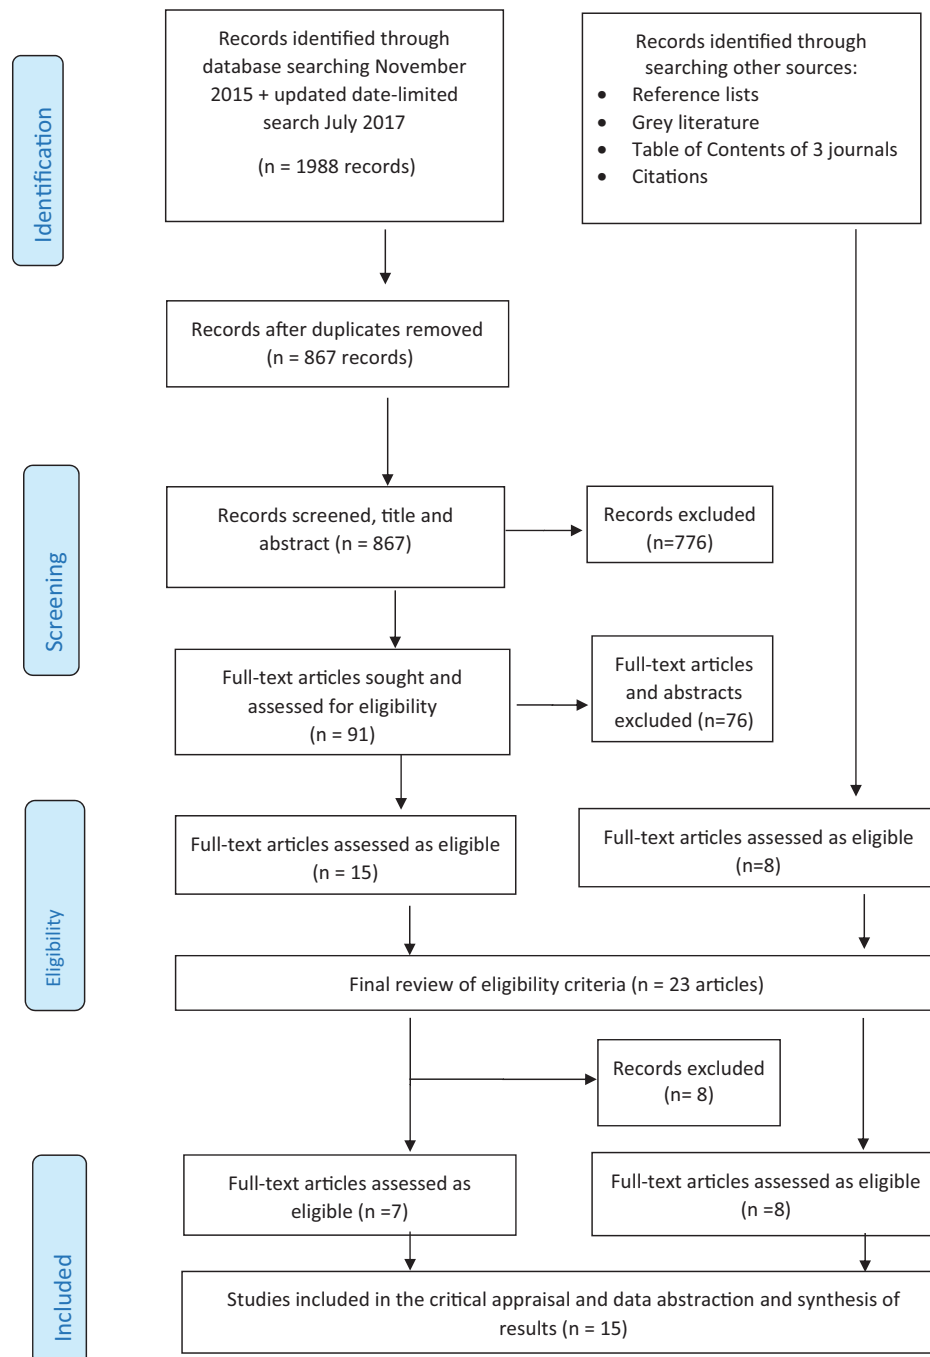 Identification
Records identified through
database searching November
2015 + updated date-limited
search July 2017
(n = 1988 records)
Records identified through
searching other sources:
• Reference lists
• Grey literature
• Table of Contents of 3 journals
• Citations
Records after duplicates removed
(n = 867 records)
Screening
Records screened, title and
abstract (n = 867)
Records excluded
(n=776)
Full-text articles sought and
assessed for eligibility
(n = 91)
Full-text articles
and abstracts
excluded (n=76)
Eligibility
Full-text articles assessed as eligible
(n = 15)
Full-text articles assessed as eligible
(n=8)
Final review of eligibility criteria (n = 23 articles)
Records excluded
(n= 8)
Included
Full-text articles assessed as
eligible (n =7)
Full-text articles assessed as eligible
(n =8)
Studies included in the critical appraisal and data abstraction and synthesis of
results (n = 15)